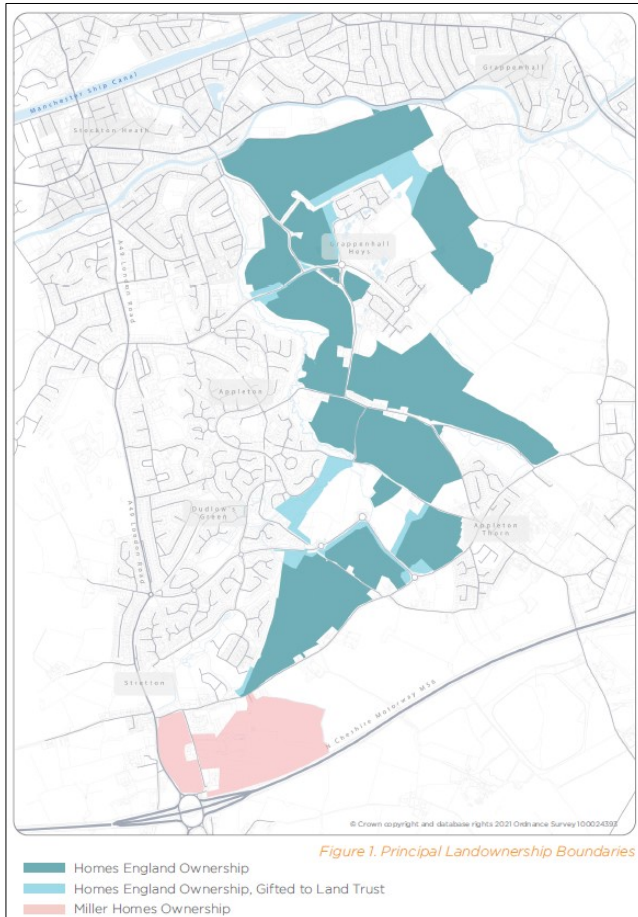 Manchester Ship Canal
Grappenhall
Stockton Heath
Grappenhall
Heys
A49 London Road
Appleton
Dudlow's
Green
Appleton
Thorn
A49 London Road
Stretton
N Cheshire Motorway M56
© Crown copyright and database rights 2021 Ordnance Survey 100024393
Figure 1. Principal Landownership Boundaries
Homes England Ownership
Homes England Ownership, Gifted to Land Trust
Miller Homes Ownership